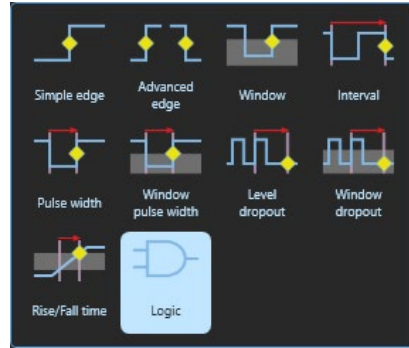 Simple edge
Advanced
edge
Window
Interval
Pulse width
Window
pulse width
Level
dropout
Window
dropout
Rise/Fall time
Logic